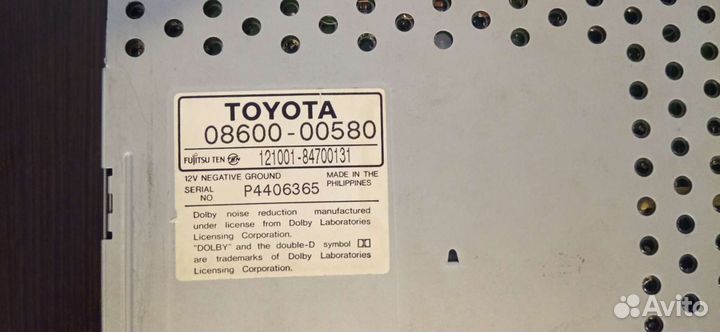 TOYOTA
08600-00580
FUJITSU TEN TEN 121001-84700131
12V NEGATIVE GROUND MADE IN THE PHILIPPINES
SERIAL NO. P4406365
Dolby noise reduction manufactured
under license from Dolby Laboratories
Licensing Corporation.
"DOLBY" and the double-D symbol
are trademarks of Dolby Laboratories
Licensing Corporation.
Avito